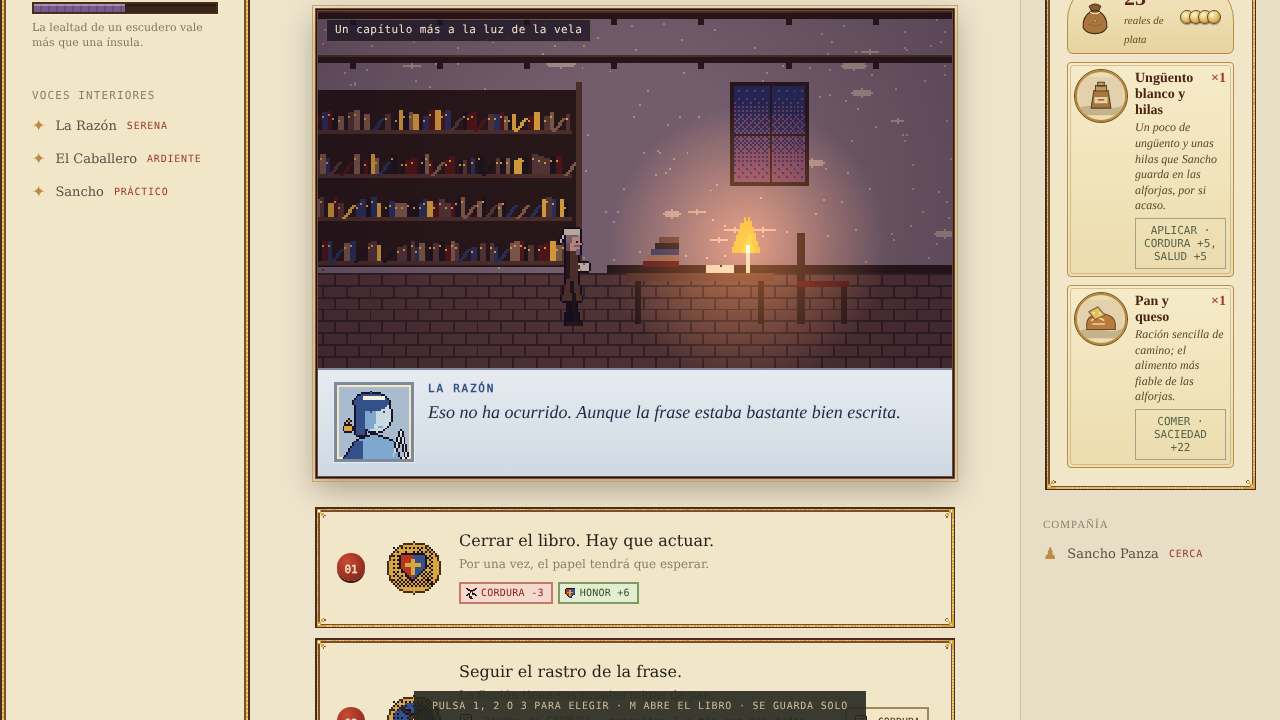 La lealtad de un escudero vale
más que una ínsula.
VOCES INTERIORES
La Razón SERENA
El Caballero ARDIENTE
Sancho PRÁCTICO
Un capítulo más a la luz de la vela
LA RAZÓN
Eso no ha ocurrido. Aunque la frase estaba bastante bien escrita.
01
Cerrar el libro. Hay que actuar.
Por una vez, el papel tendrá que esperar.
CORDURA -3
HONOR +6
Seguir el rastro de la frase.
PULSA 1, 2 O 3 PARA ELEGIR · M ABRE EL LIBRO · SE GUARDA SOLO
reales de
plata
Ungüento ×1
blanco y
hilas
Un poco de
ungüento y unas
hilas que Sancho
guarda en las
alforjas, por si
acaso.
APLICAR ·
CORDURA +5,
SALUD +5
Pan y ×1
queso
Ración sencilla de
camino; el
alimento más
fiable de las
alforjas.
COMER ·
SACIEDAD
+22
COMPAÑÍA
Sancho Panza CERCA